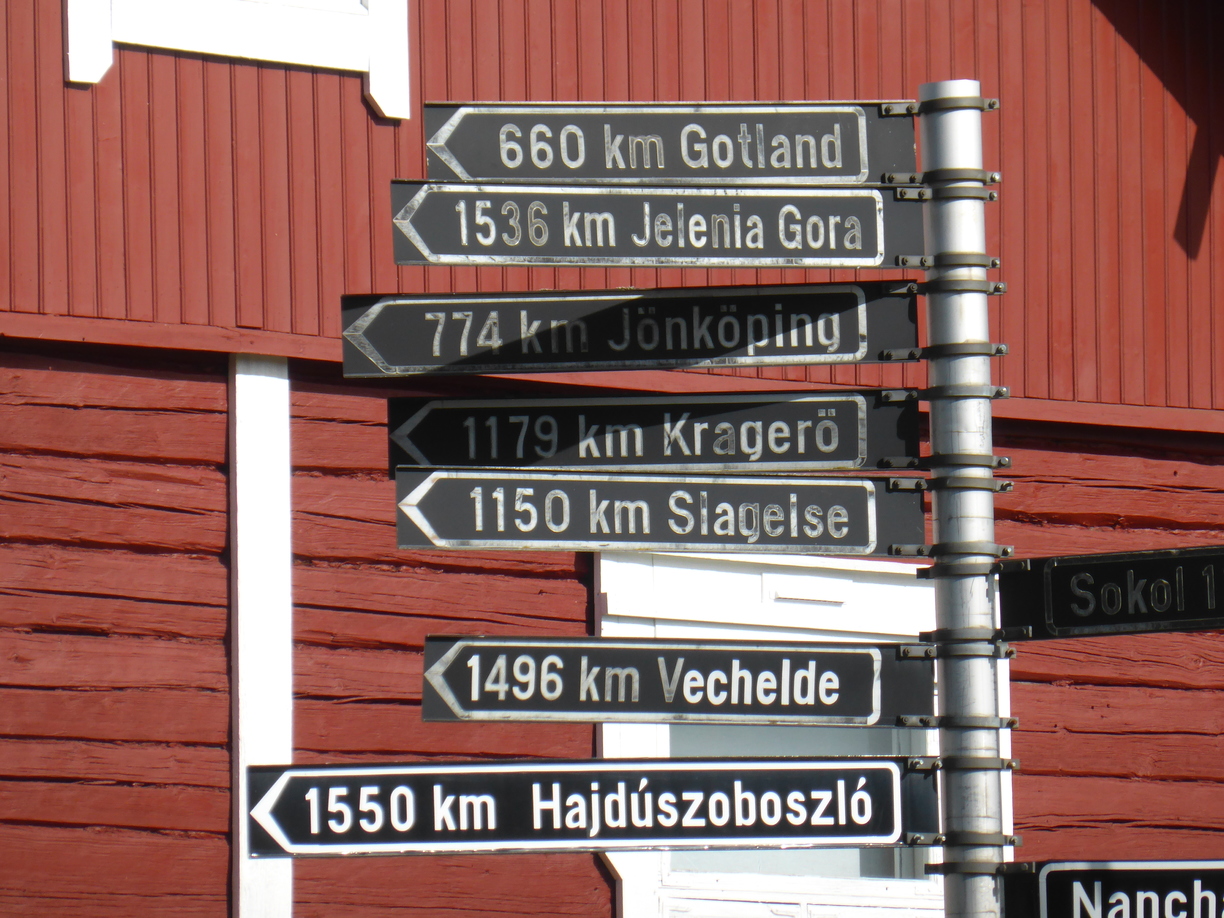 660 km Gotland
1536 km Jelenia Gora
774 km Jönköping
1179 km Kragerö
1150 km Slagelse
Sokol
1496 km Vechelde
1550 km Hajdúszoboszló